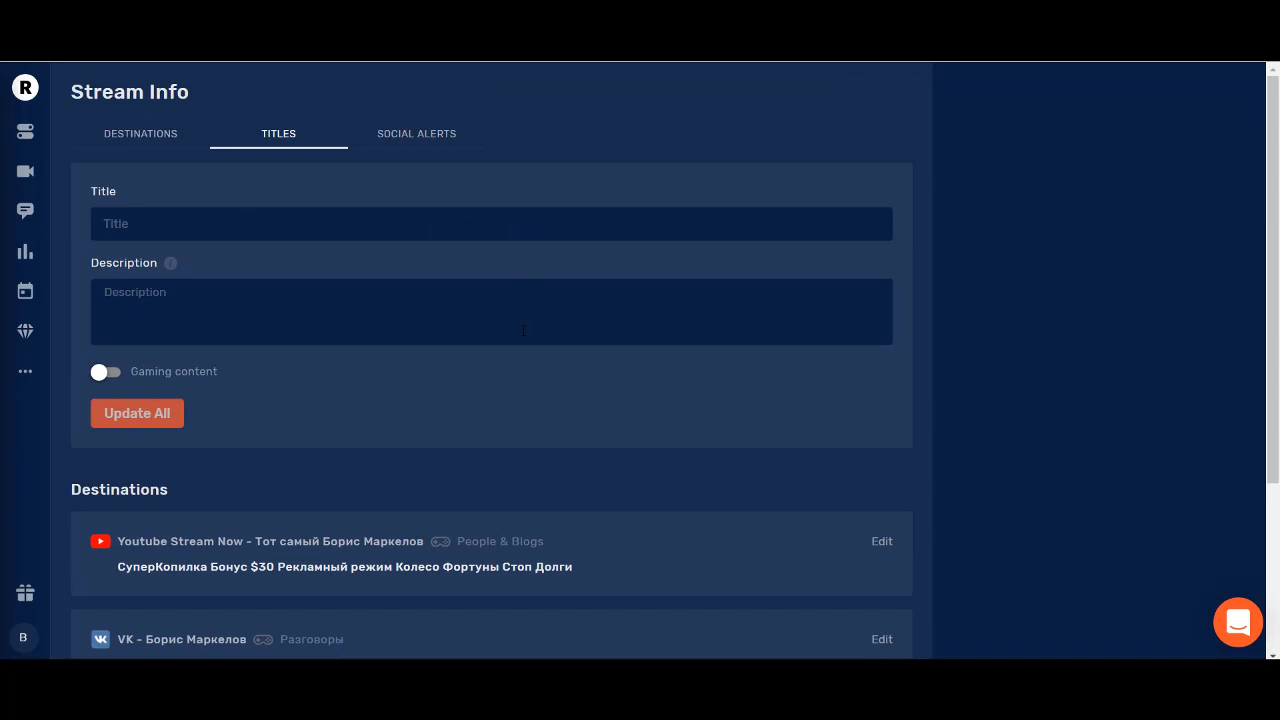 R
Stream Info
DESTINATIONS TITLES SOCIAL ALERTS
Title
Title
Description
Description
Gaming content
Update All
Destinations
Youtube Stream Now - Тот самый Борис Маркелов People & Blogs Edit
СуперКопилка Бонус $30 Рекламный режим Колесо Фортуны Стоп Долги
VK - Борис Маркелов Разговоры Edit
B